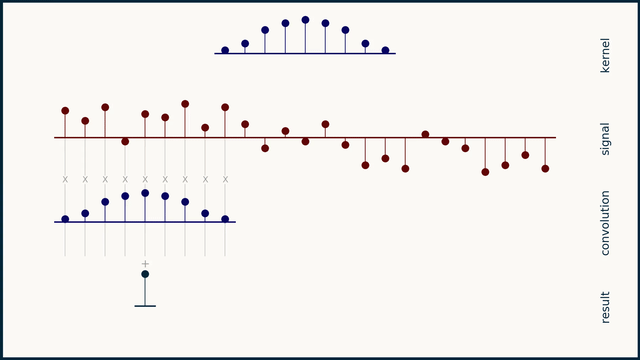 kernel
signal
x x x x x x x x x
convolution
+
result